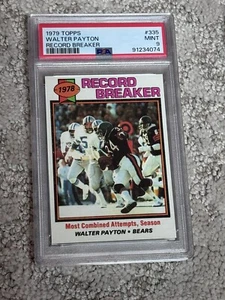 1979 TOPPS #335
WALTER PAYTON MINT
RECORD BREAKER 9
PSA 91234074
1978
RECORD
BREAKER
Most Combined Attempts, Season
WALTER PAYTON • BEARS